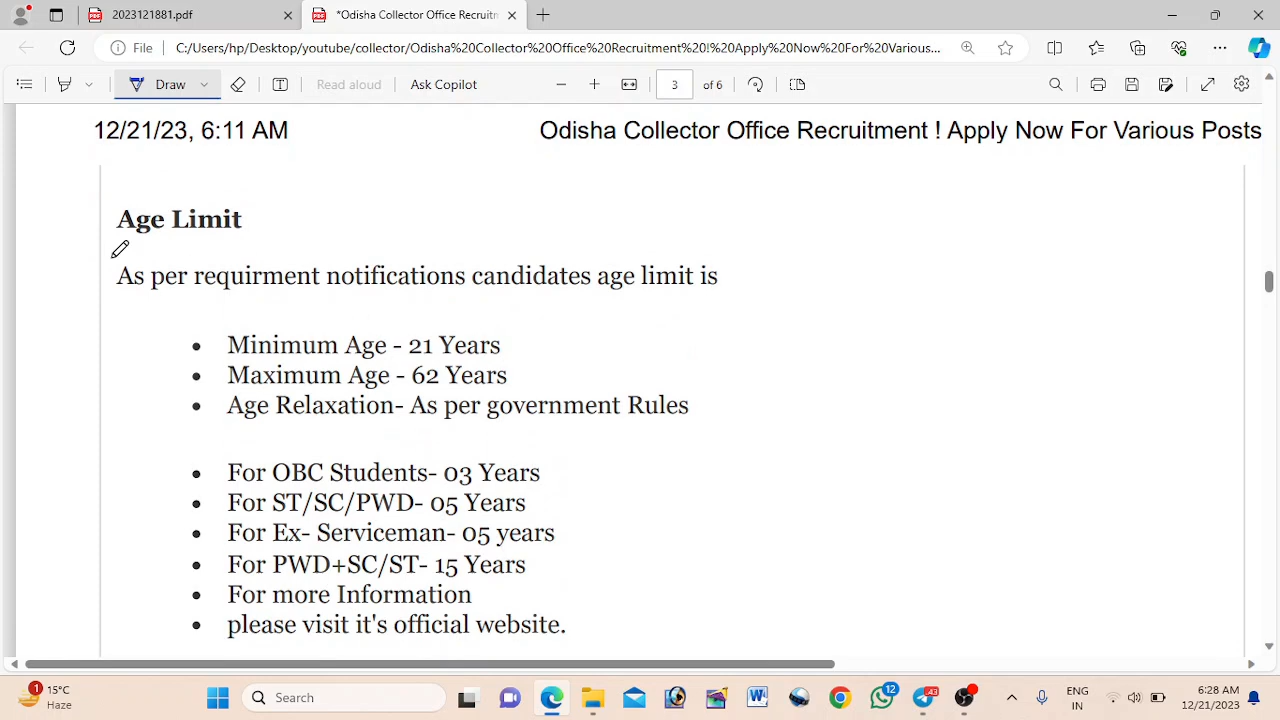 2023121881.pdf
*Odisha Collector Office Recruitm
File
C:/Users/hp/Desktop/youtube/collector/Odisha%20Collector%20Office%20Recruitment%20!%20Apply%20Now%20For%20Various...
Draw
Read aloud
Ask Copilot
3 of 6
12/21/23, 6:11 AM
Odisha Collector Office Recruitment ! Apply Now For Various Posts
Age Limit
As per requirment notifications candidates age limit is
Minimum Age - 21 Years
Maximum Age - 62 Years
Age Relaxation- As per government Rules
For OBC Students- 03 Years
For ST/SC/PWD- 05 Years
For Ex- Serviceman- 05 years
For PWD+SC/ST- 15 Years
For more Information
please visit it's official website.
1
15°C
Haze
Search
12
43
ENG
IN
6:28 AM
12/21/2023